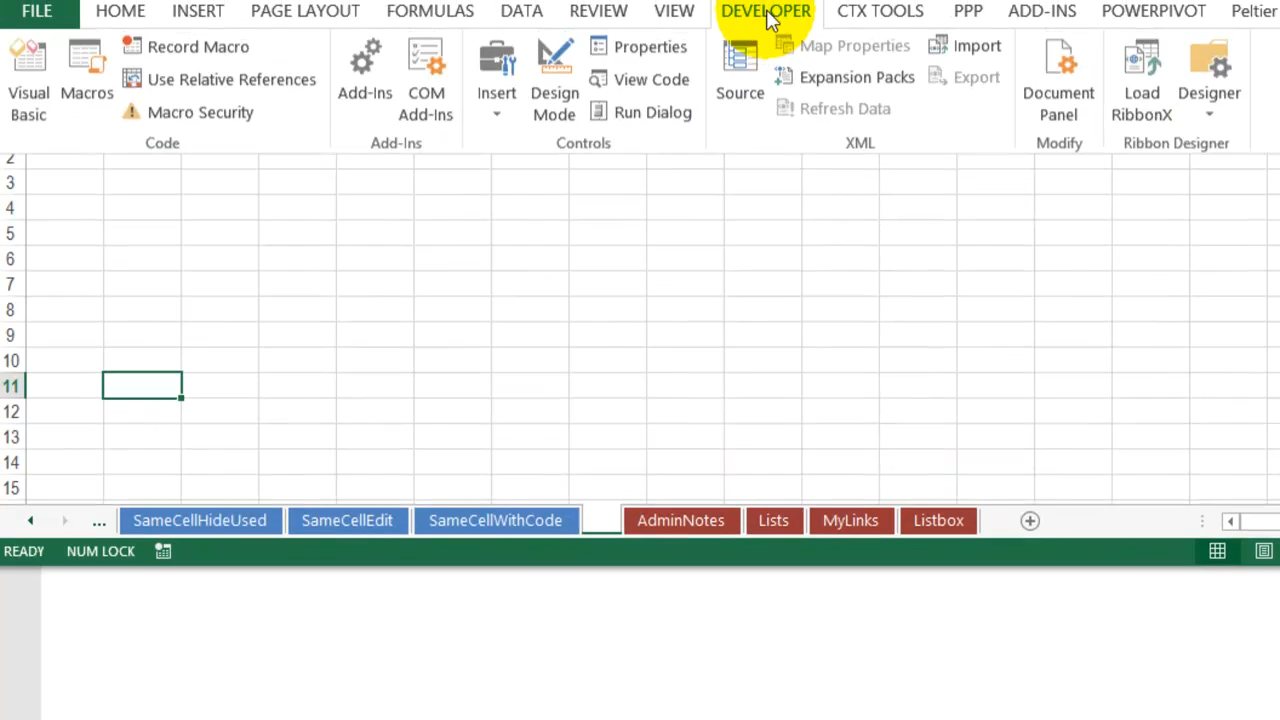 FILE HOME INSERT PAGE LAYOUT FORMULAS DATA REVIEW VIEW DEVELOPER CTX TOOLS PPP ADD-INS POWERPIVOT Peltier
Visual Basic
Macros
Record Macro
Use Relative References
Macro Security
Code
Add-Ins
COM Add-Ins
Add-Ins
Insert
Design Mode
Properties
View Code
Run Dialog
Controls
Source
Map Properties
Expansion Packs
Refresh Data
Import
Export
XML
Document Panel
Modify
Load RibbonX
Designer
Ribbon Designer
2
3
4
5
6
7
8
9
10
11
12
13
14
15
... SameCellHideUsed SameCellEdit SameCellWithCode AdminNotes Lists MyLinks Listbox
READY NUM LOCK